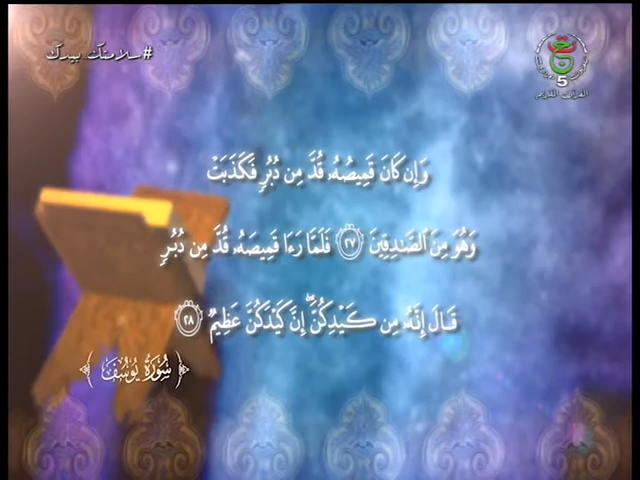 #سلامتك بيدك
5
القرآن الكريم
وَإِن كَانَ قَمِيصُهُۥ قُدَّ مِن دُبُرٍ فَكَذَبَتْ
وَهُوَ مِنَ ٱلصَّٰدِقِينَ ٢٧ فَلَمَّا رَءَا قَمِيصَهُۥ قُدَّ مِن دُبُرٍ
قَالَ إِنَّهُۥ مِن كَيْدِكُنَّ ۖ إِنَّ كَيْدَكُنَّ عَظِيمٌ ٢٨
سُورَةُ يُوسُفَ